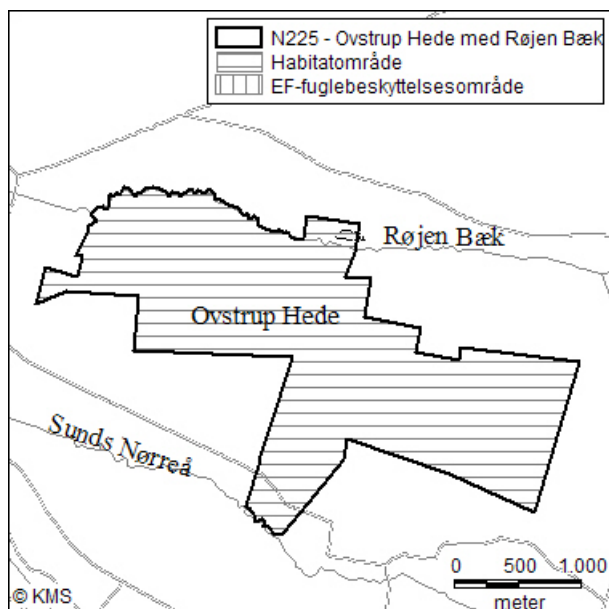 N225 - Ovstrup Hede med Røjen Bæk
Habitatområde
EF-fuglebeskyttelsesområde
Røjen Bæk
Ovstrup Hede
Sunds Nørreå
0 500 1.000
meter
© KMS